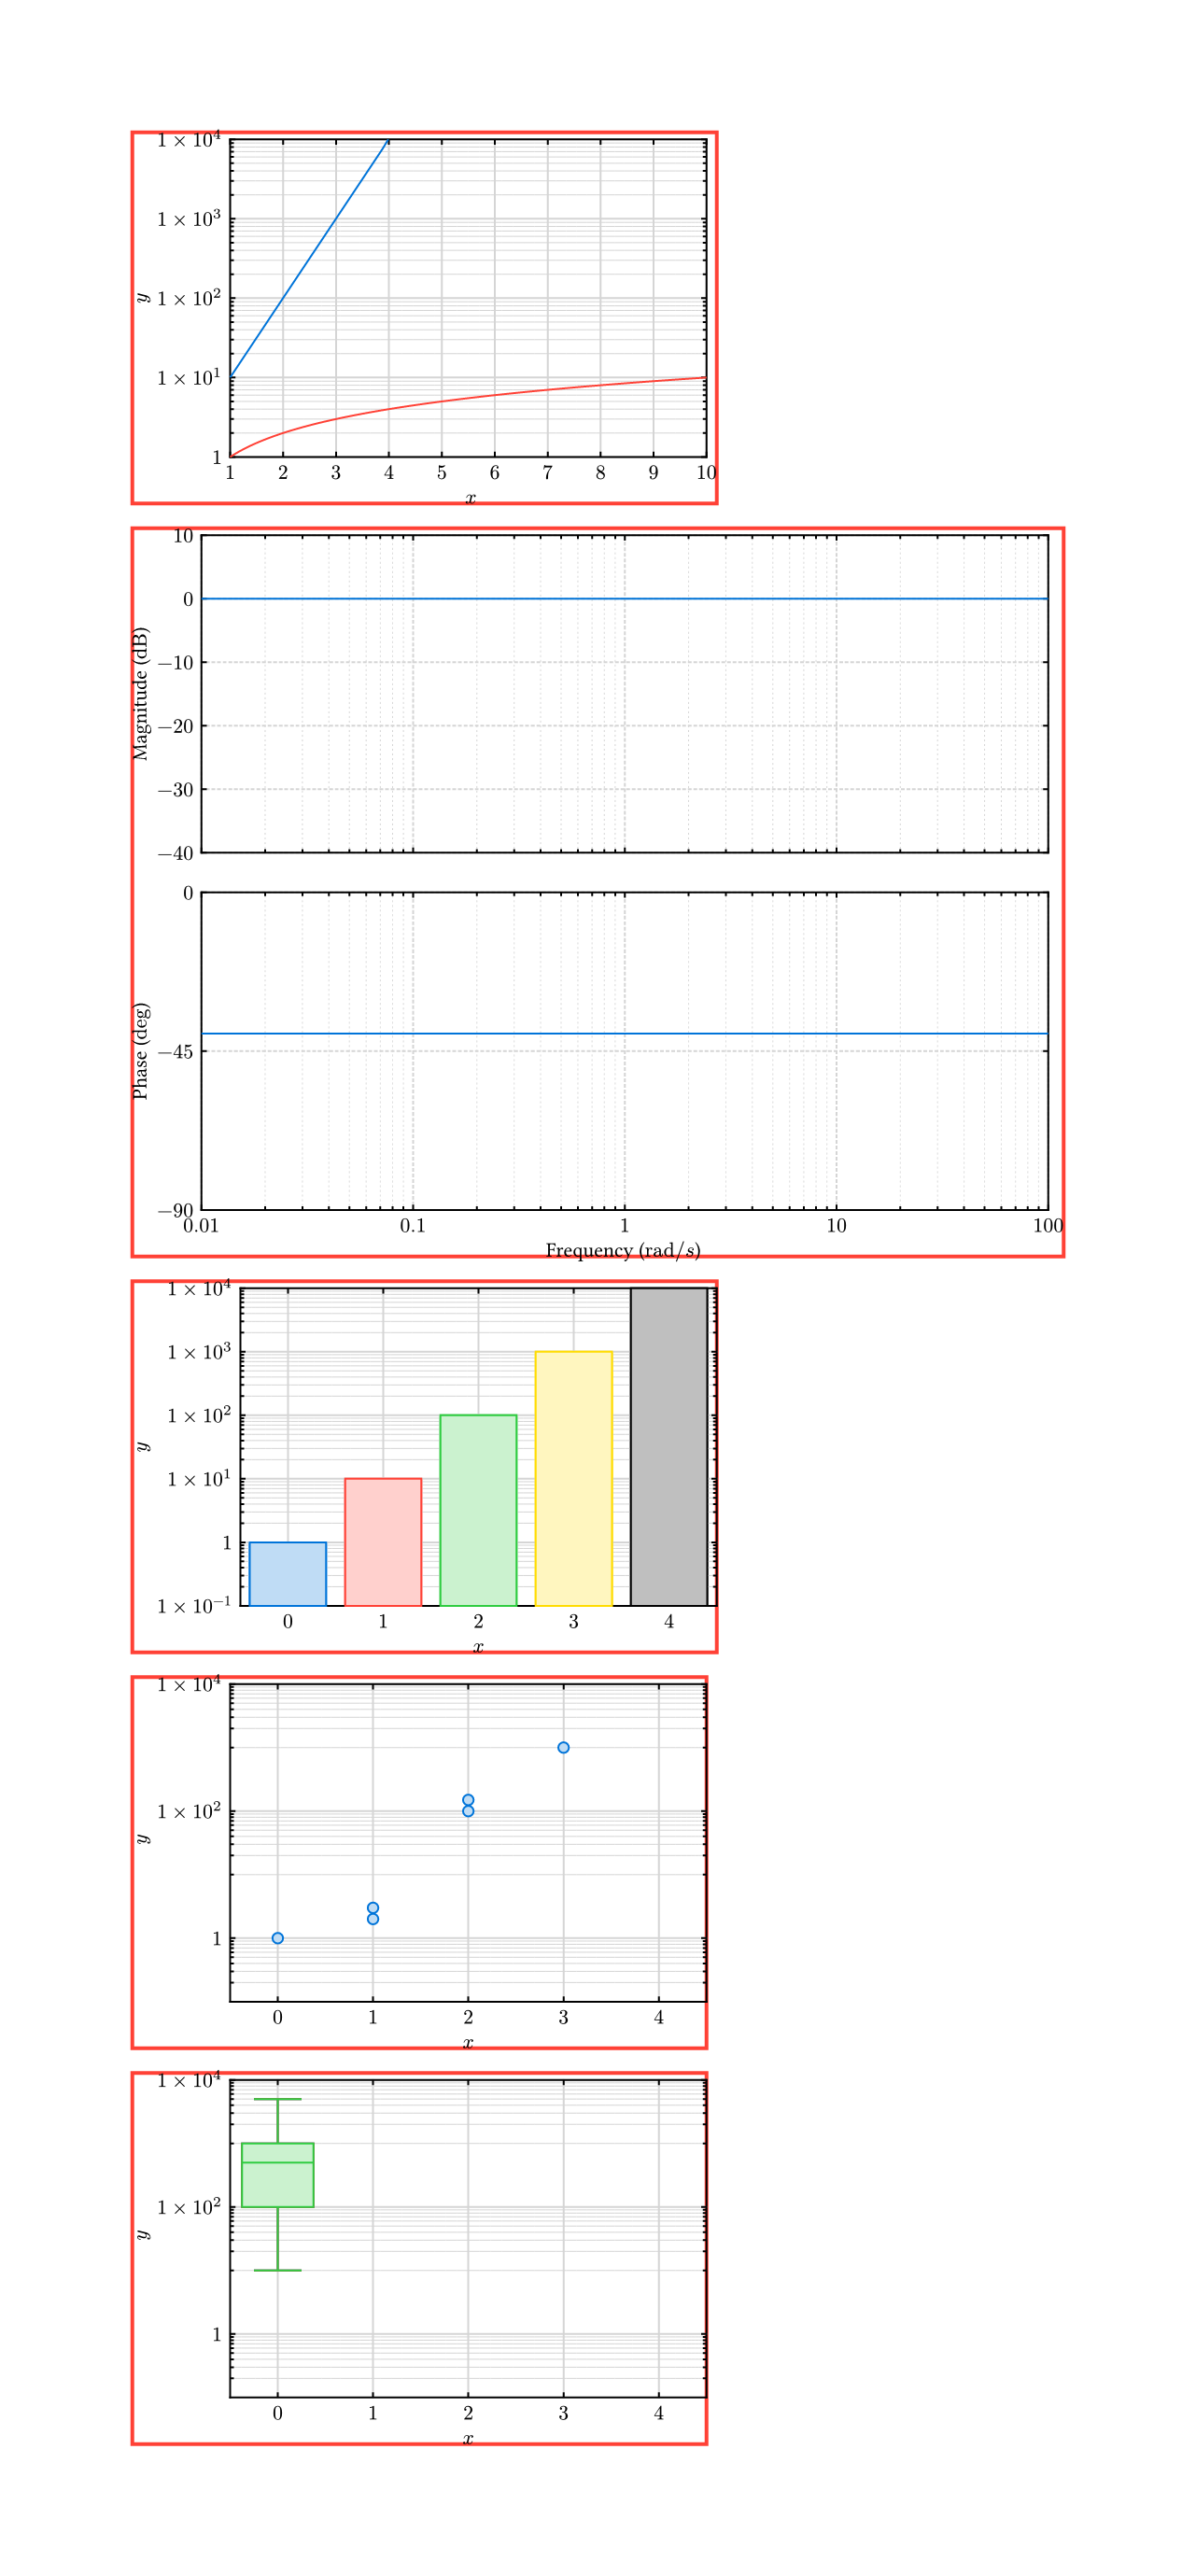 1 × 10⁴
1 × 10³
1 × 10²
1 × 10¹
1
y
1 2 3 4 5 6 7 8 9 10
x
10
0
−10
−20
−30
−40
Magnitude (dB)
0
−45
−90
Phase (deg)
0.01 0.1 1 10 100
Frequency (rad/s)
1 × 10⁴
1 × 10³
1 × 10²
1 × 10¹
1
1 × 10⁻¹
y
0 1 2 3 4
x
1 × 10⁴
1 × 10²
1
y
0 1 2 3 4
x
1 × 10⁴
1 × 10²
1
y
0 1 2 3 4
x